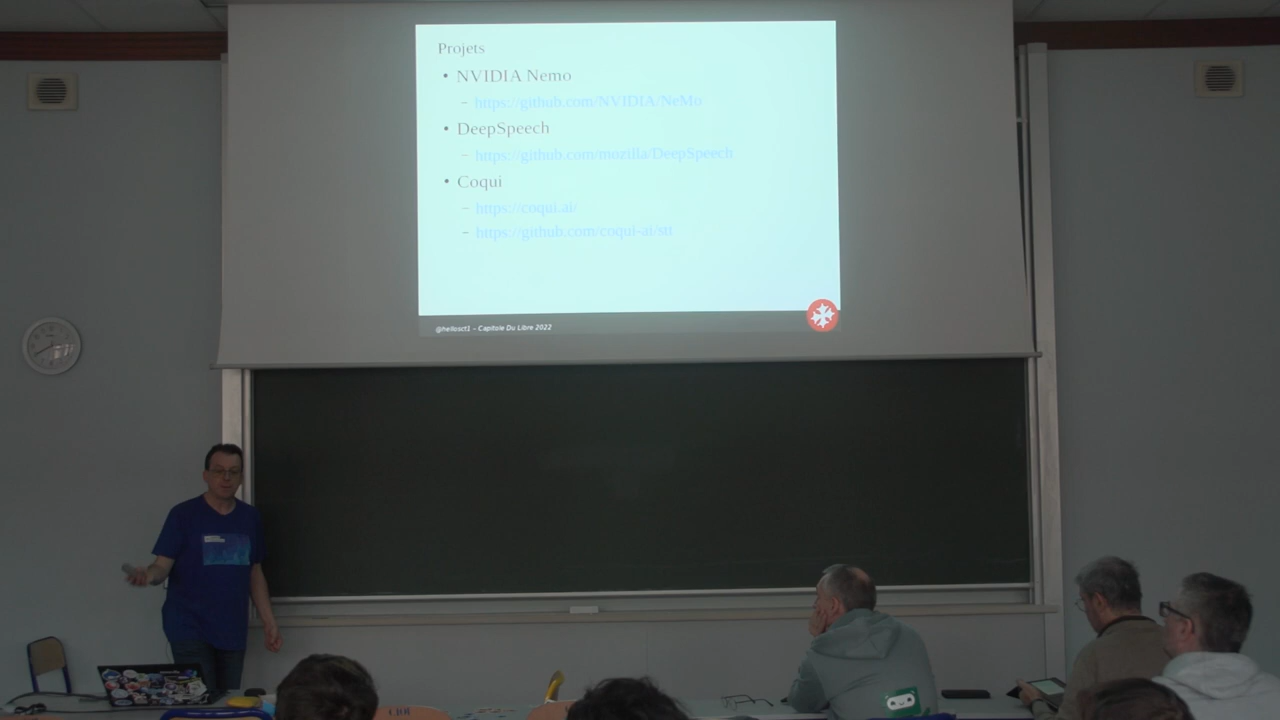 Projets
• NVIDIA Nemo
– https://github.com/NVIDIA/NeMo
• DeepSpeech
– https://github.com/mozilla/DeepSpeech
• Coqui
– https://coqui.ai/
– https://github.com/coqui-ai/stt
@hellosct1 – Capitole Du Libre 2022